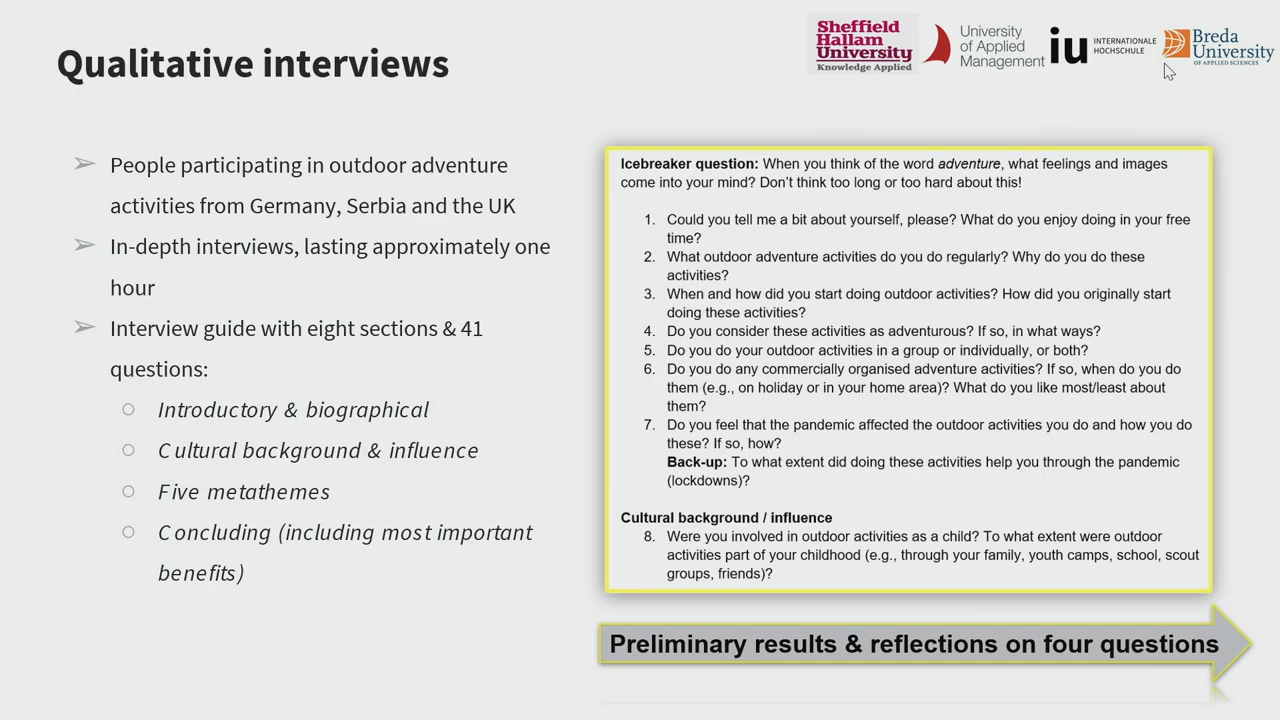 Qualitative interviews
Sheffield
Hallam
University
Knowledge Applied
University
of Applied
Management
iu
INTERNATIONALE
HOCHSCHULE
Breda
University
OF APPLIED SCIENCES
➢ People participating in outdoor adventure
activities from Germany, Serbia and the UK
➢ In-depth interviews, lasting approximately one
hour
➢ Interview guide with eight sections & 41
questions:
○ Introductory & biographical
○ Cultural background & influence
○ Five metathemes
○ Concluding (including most important
benefits)
Icebreaker question: When you think of the word adventure, what feelings and images
come into your mind? Don't think too long or too hard about this!
1. Could you tell me a bit about yourself, please? What do you enjoy doing in your free
time?
2. What outdoor adventure activities do you do regularly? Why do you do these
activities?
3. When and how did you start doing outdoor activities? How did you originally start
doing these activities?
4. Do you consider these activities as adventurous? If so, in what ways?
5. Do you do your outdoor activities in a group or individually, or both?
6. Do you do any commercially organised adventure activities? If so, when do you do
them (e.g., on holiday or in your home area)? What do you like most/least about
them?
7. Do you feel that the pandemic affected the outdoor activities you do and how you do
these? If so, how?
Back-up: To what extent did doing these activities help you through the pandemic
(lockdowns)?
Cultural background / influence
8. Were you involved in outdoor activities as a child? To what extent were outdoor
activities part of your childhood (e.g., through your family, youth camps, school, scout
groups, friends)?
Preliminary results & reflections on four questions